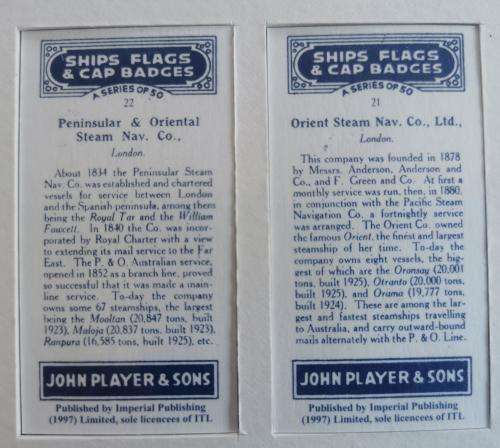 SHIPS FLAGS
& CAP BADGES
A SERIES OF 50
22
Peninsular & Oriental
Steam Nav. Co.,
London.
About 1834 the Peninsular Steam
Nav. Co. was established and chartered
vessels for service between London
and the Spanish peninsula, among them
being the Royal Tar and the William
Fawcett. In 1840 the Co. was incor-
porated by Royal Charter with a view
to extending its mail service to the Far
East. The P. & O. Australian service,
opened in 1852 as a branch line, proved
so successful that it was made a main-
line service. To-day the company
owns some 67 steamships, the largest
being the Mooltan (20,847 tons, built
1923), Maloja (20,837 tons, built 1923),
Ranpura (16,585 tons, built 1925), etc.
JOHN PLAYER & SONS
Published by Imperial Publishing
(1997) Limited, sole licencees of ITL
SHIPS FLAGS
& CAP BADGES
A SERIES OF 50
21
Orient Steam Nav. Co., Ltd.,
London.
This company was founded in 1878
by Messrs. Anderson, Anderson and
Co., and F. Green and Co. At first a
monthly service was run, then, in 1880,
in conjunction with the Pacific Steam
Navigation Co., a fortnightly service
was arranged. The Orient Co. owned
the famous Orient, the finest and largest
steamship of her time. To-day the
company owns eight vessels, the big-
gest of which are the Oronsay (20,001
tons, built 1925), Otranto (20,000 tons,
built 1925), and Orama (19,777 tons,
built 1924). These are among the larg-
est and fastest steamships travelling
to Australia, and carry outward-bound
mails alternately with the P. & O. Line.
JOHN PLAYER & SONS
Published by Imperial Publishing
(1997) Limited, sole licencees of ITL